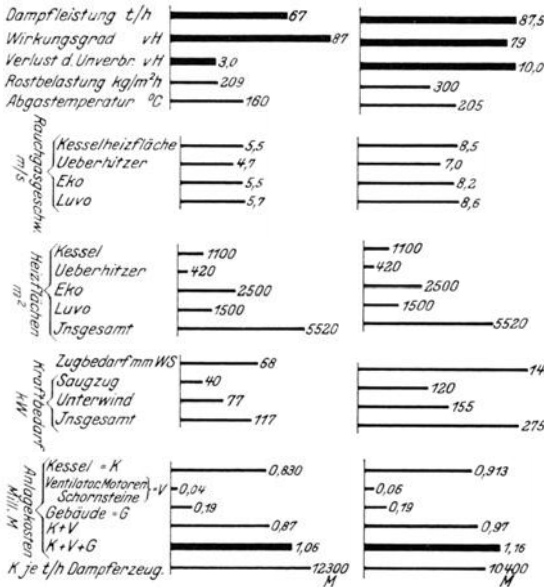 Dampfleistung t/h 67 87,5
Wirkungsgrad vH 87 79
Verlust d. Unverbr. vH 3,0 10,0
Rostbelastung kg/m²h 209 300
Abgastemperatur °C 160 205
Rauchgasgeschw. m/s
Kesselheizfläche 5,5 8,5
Ueberhitzer 4,7 7,0
Eko 5,5 8,2
Luvo 5,7 8,6
Heizflächen m²
Kessel 1100 1100
Ueberhitzer 420 420
Eko 2500 2500
Luvo 1500 1500
Jnsgesamt 5520 5520
Zugbedarf mm WS 68 14
Kraftbedarf kW
Saugzug 40 120
Unterwind 77 155
Jnsgesamt 117 275
Anlagekosten Mill. M
Kessel = K 0,830 0,913
Ventilator.Motoren Schornsteine } = V 0,04 0,06
Gebäude = G 0,19 0,19
K+V 0,87 0,97
K+V+G 1,06 1,16
K je t/h Dampferzeug. 12300 M 10400 M